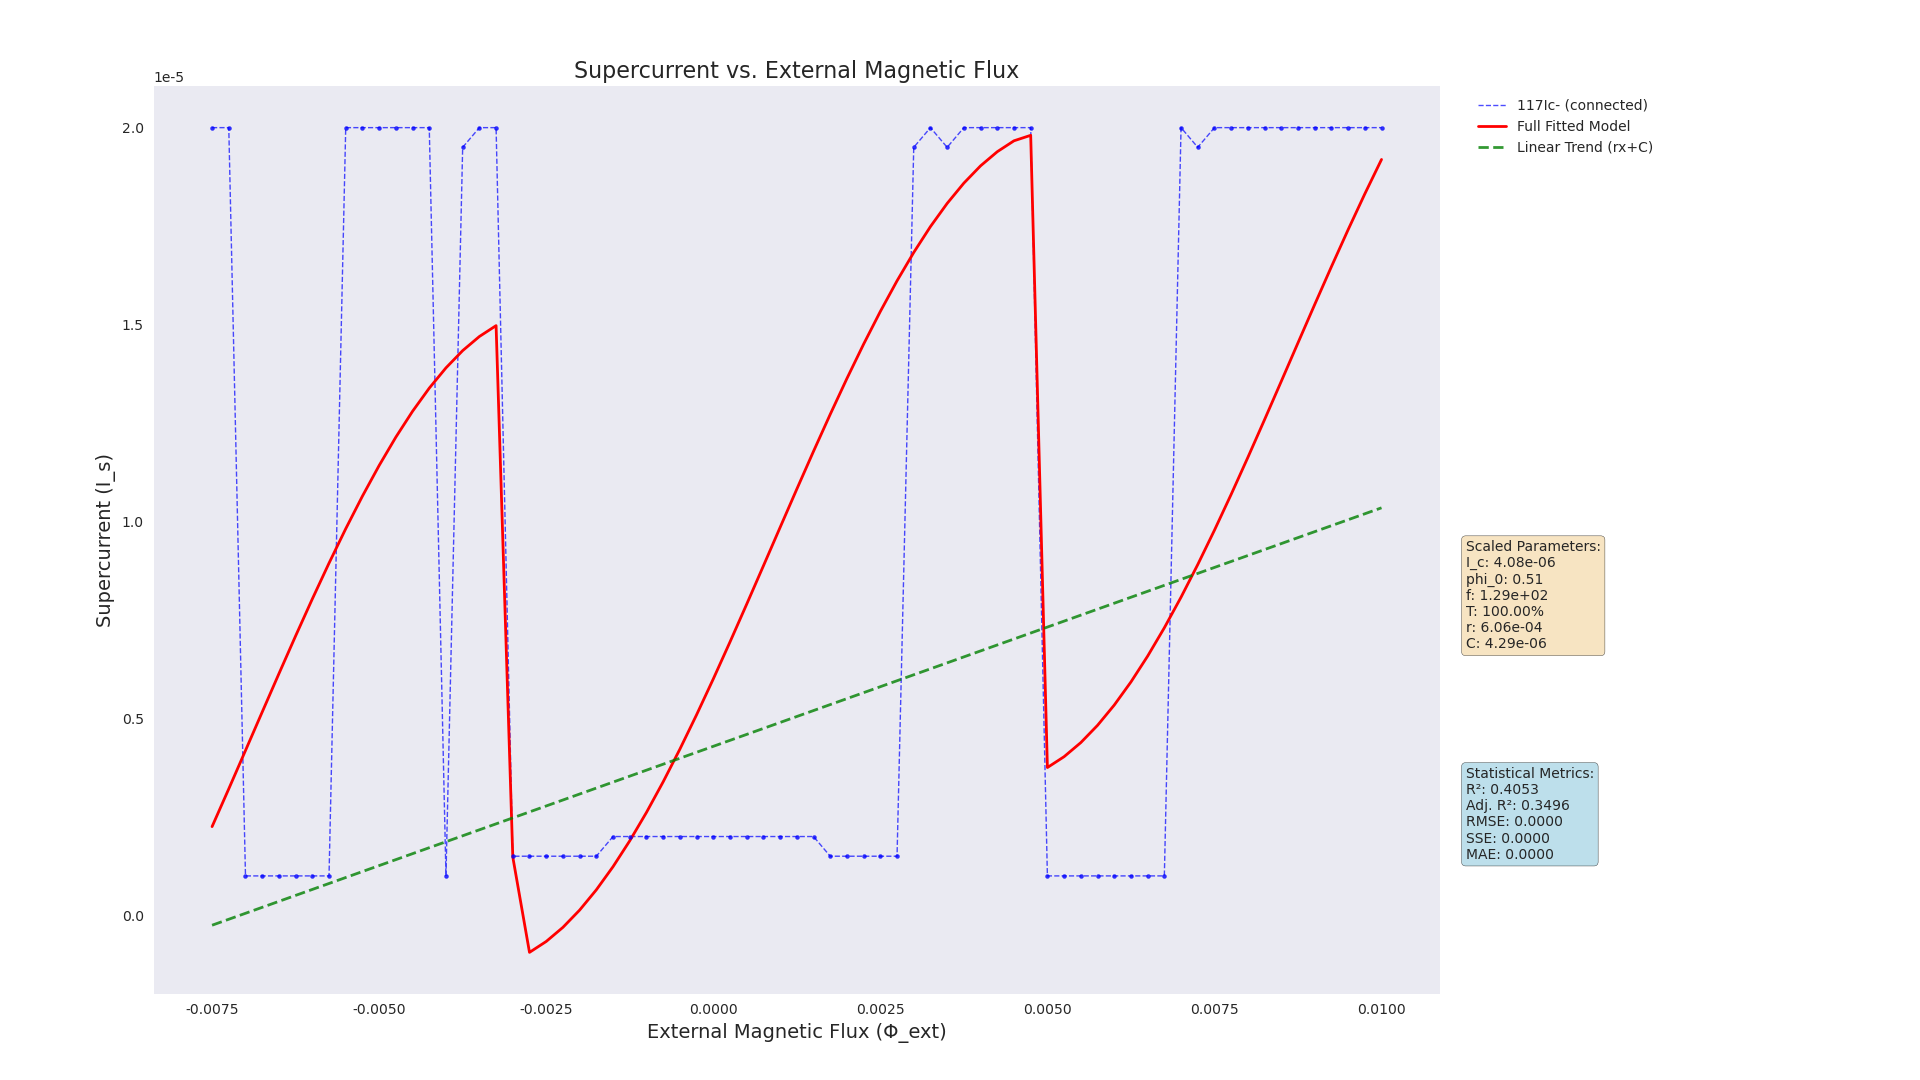 Supercurrent vs. External Magnetic Flux
1e-5
2.0
1.5
1.0
0.5
0.0
Supercurrent (I_s)
-0.0075
-0.0050
-0.0025
0.0000
0.0025
0.0050
0.0075
0.0100
External Magnetic Flux (Φ_ext)
117Ic- (connected)
Full Fitted Model
Linear Trend (rx+C)
Scaled Parameters:
I_c: 4.08e-06
phi_0: 0.51
f: 1.29e+02
T: 100.00%
r: 6.06e-04
C: 4.29e-06
Statistical Metrics:
R²: 0.4053
Adj. R²: 0.3496
RMSE: 0.0000
SSE: 0.0000
MAE: 0.0000